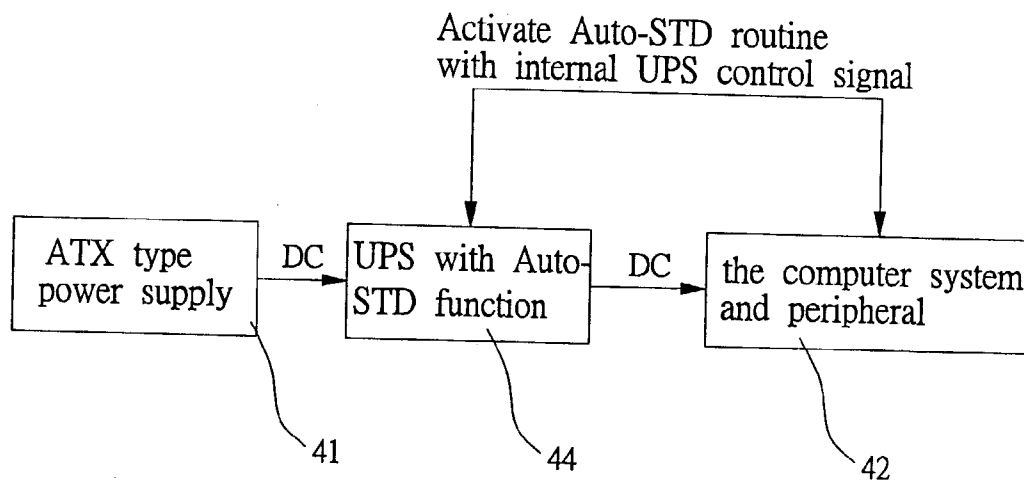 Activate Auto-STD routine
with internal UPS control signal
ATX type
power supply
DC
UPS with Auto-
STD function
DC
the computer system
and peripheral
41
44
42